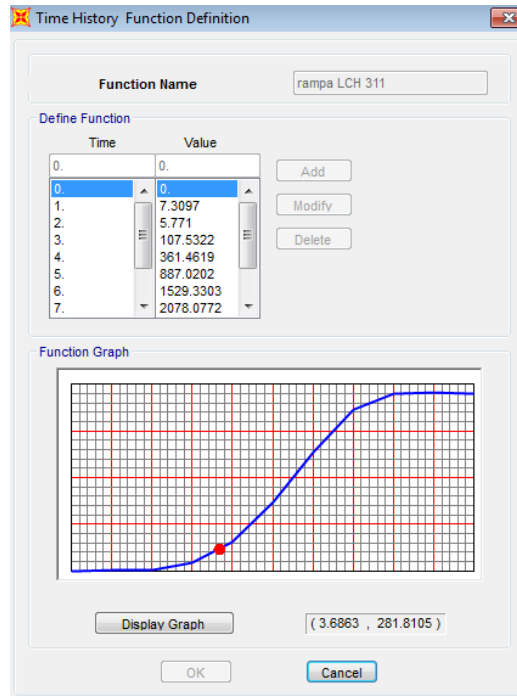 Time History Function Definition
Function Name
rampa LCH 311
Define Function
Time Value
0. 0.
Add
0. 0.
1. 7.3097
Modify
2. 5.771
3. 107.5322
Delete
4. 361.4619
5. 887.0202
6. 1529.3303
7. 2078.0772
Function Graph
Display Graph
( 3.6863 , 281.8105 )
OK
Cancel